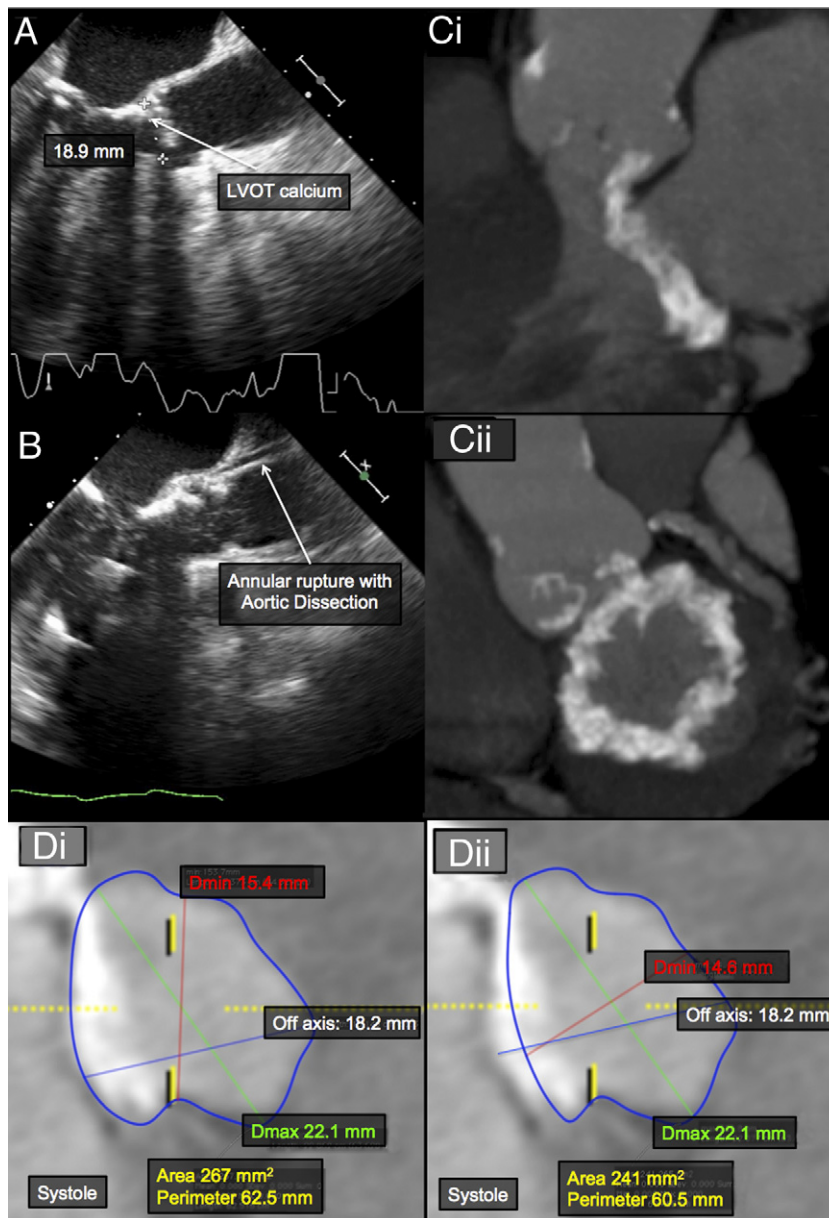 A
18.9 mm
LVOT calcium
Ci
B
Annular rupture with
Aortic Dissection
Cii
Di
Dmin 15.4 mm
Off axis: 18.2 mm
Dmax 22.1 mm
Area 267 mm²
Perimeter 62.5 mm
Systole
Dii
Dmin 14.6 mm
Off axis: 18.2 mm
Dmax 22.1 mm
Area 241 mm²
Perimeter 60.5 mm
Systole